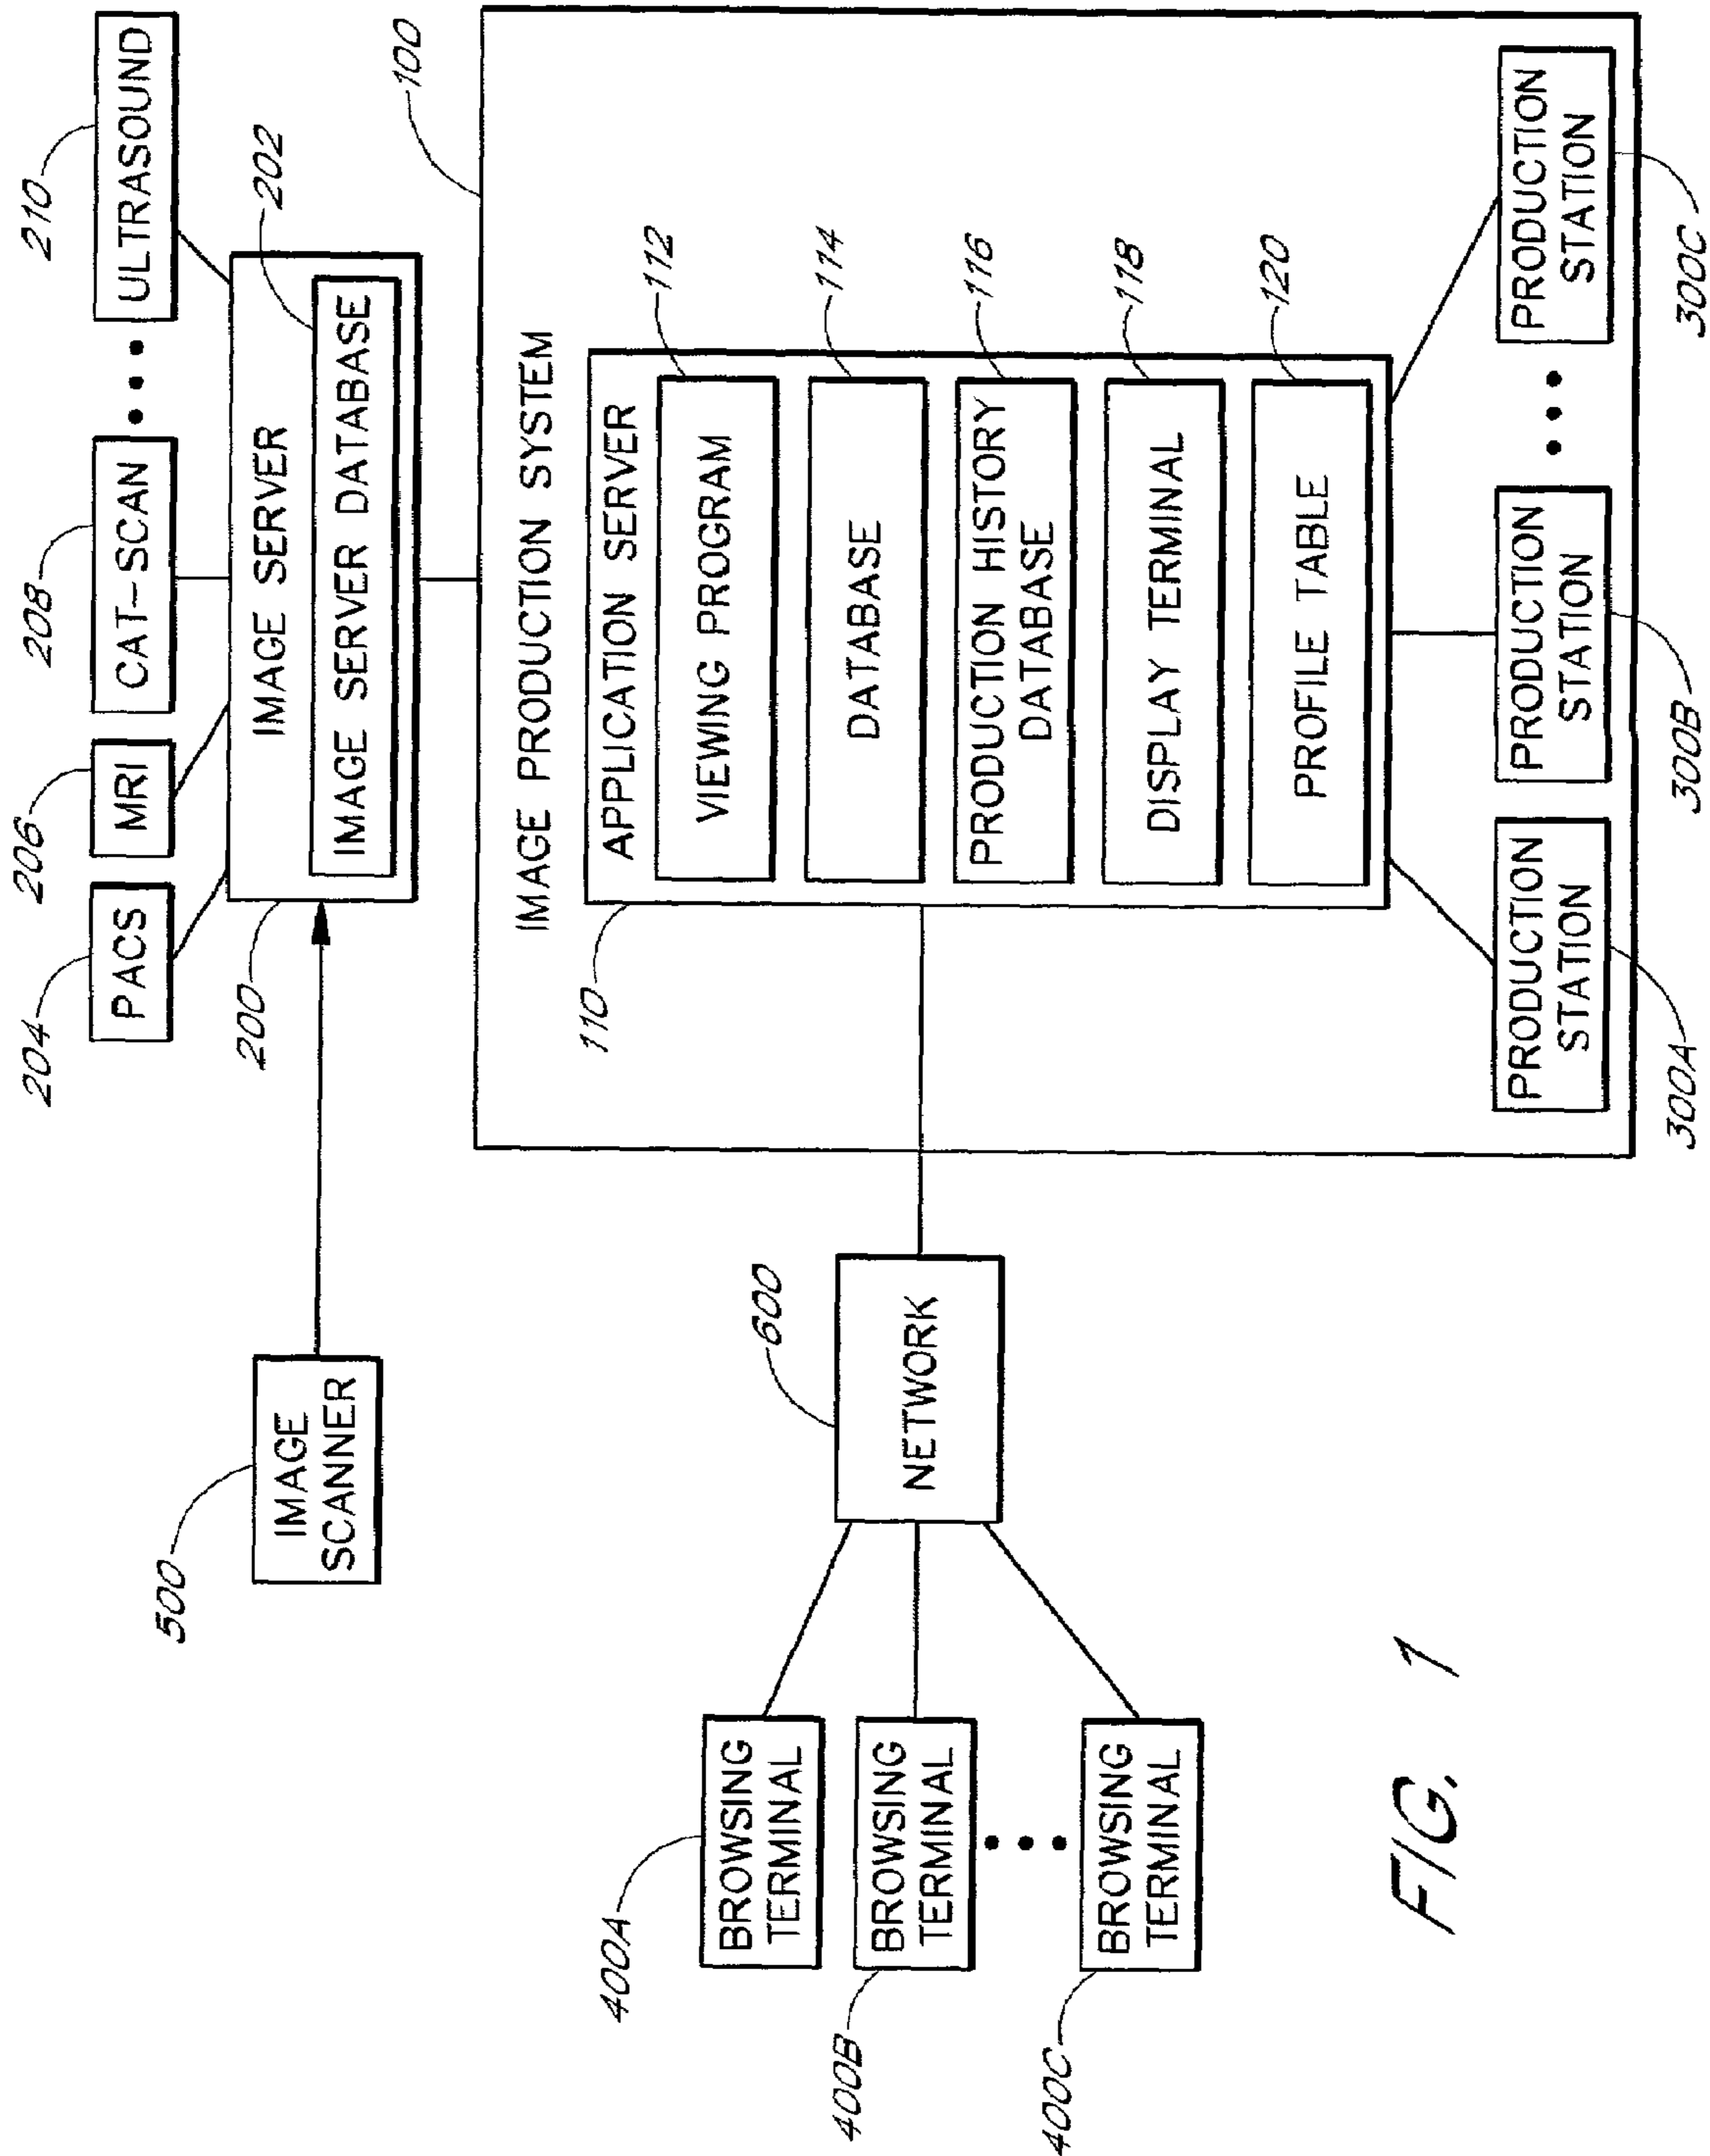 210
ULTRASOUND
208
CAT-SCAN
206
MRI
204
PACS
200
IMAGE SERVER
202
IMAGE SERVER DATABASE
500
IMAGE
SCANNER
100
IMAGE PRODUCTION SYSTEM
110
APPLICATION SERVER
112
VIEWING PROGRAM
114
DATABASE
116
PRODUCTION HISTORY
DATABASE
118
DISPLAY TERMINAL
120
PROFILE TABLE
600
NETWORK
400A
BROWSING
TERMINAL
400B
BROWSING
TERMINAL
400C
BROWSING
TERMINAL
PRODUCTION
STATION
300A
PRODUCTION
STATION
300B
PRODUCTION
STATION
300C
FIG. 1